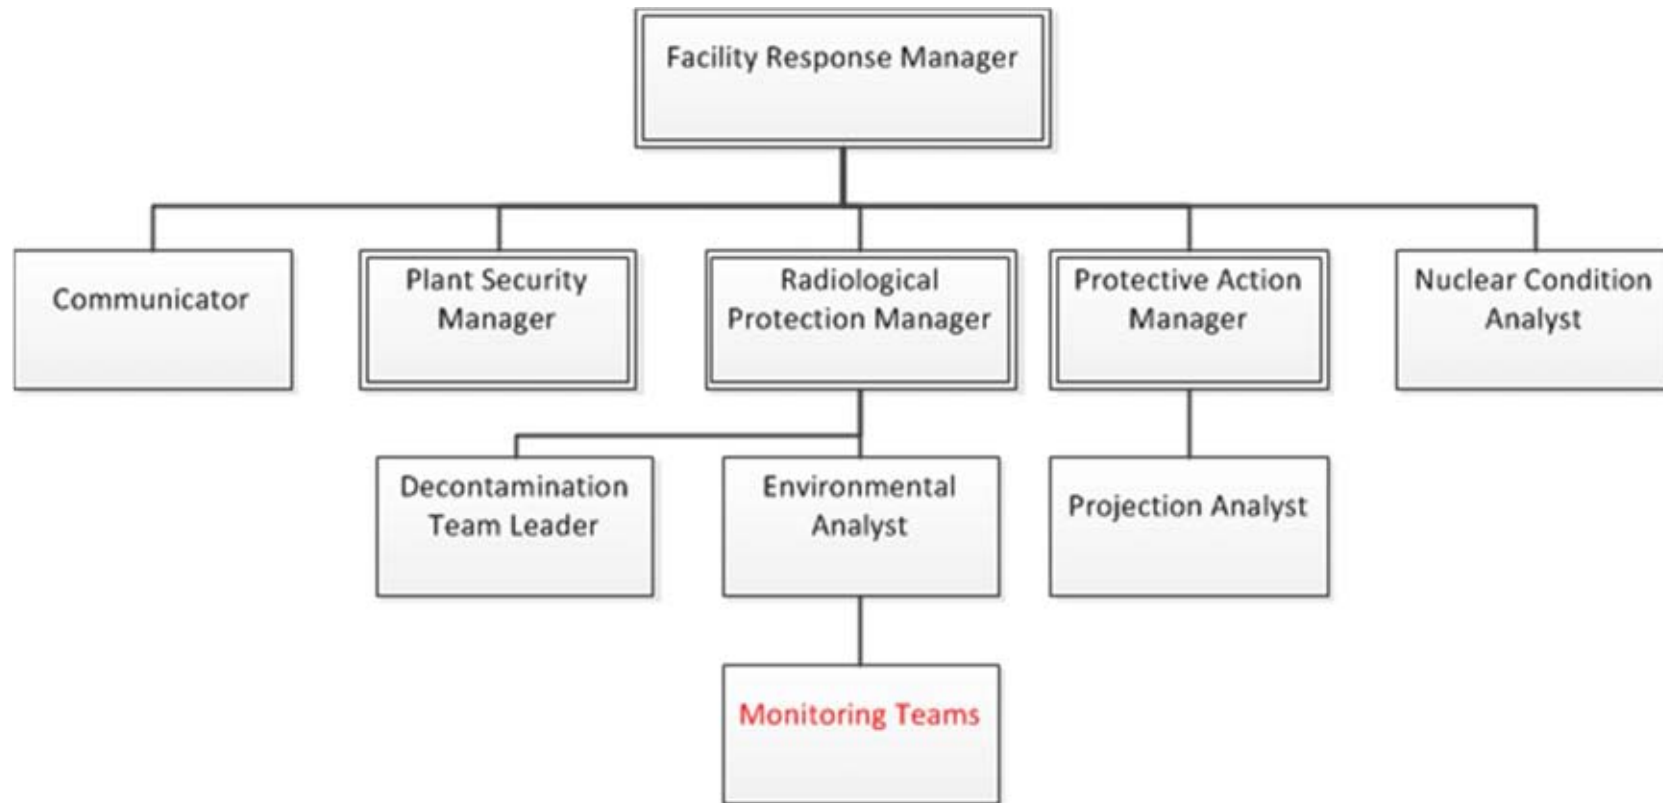 Facility Response Manager
Communicator
Plant Security
Manager
Radiological
Protection Manager
Protective Action
Manager
Nuclear Condition
Analyst
Decontamination
Team Leader
Environmental
Analyst
Projection Analyst
Monitoring Teams